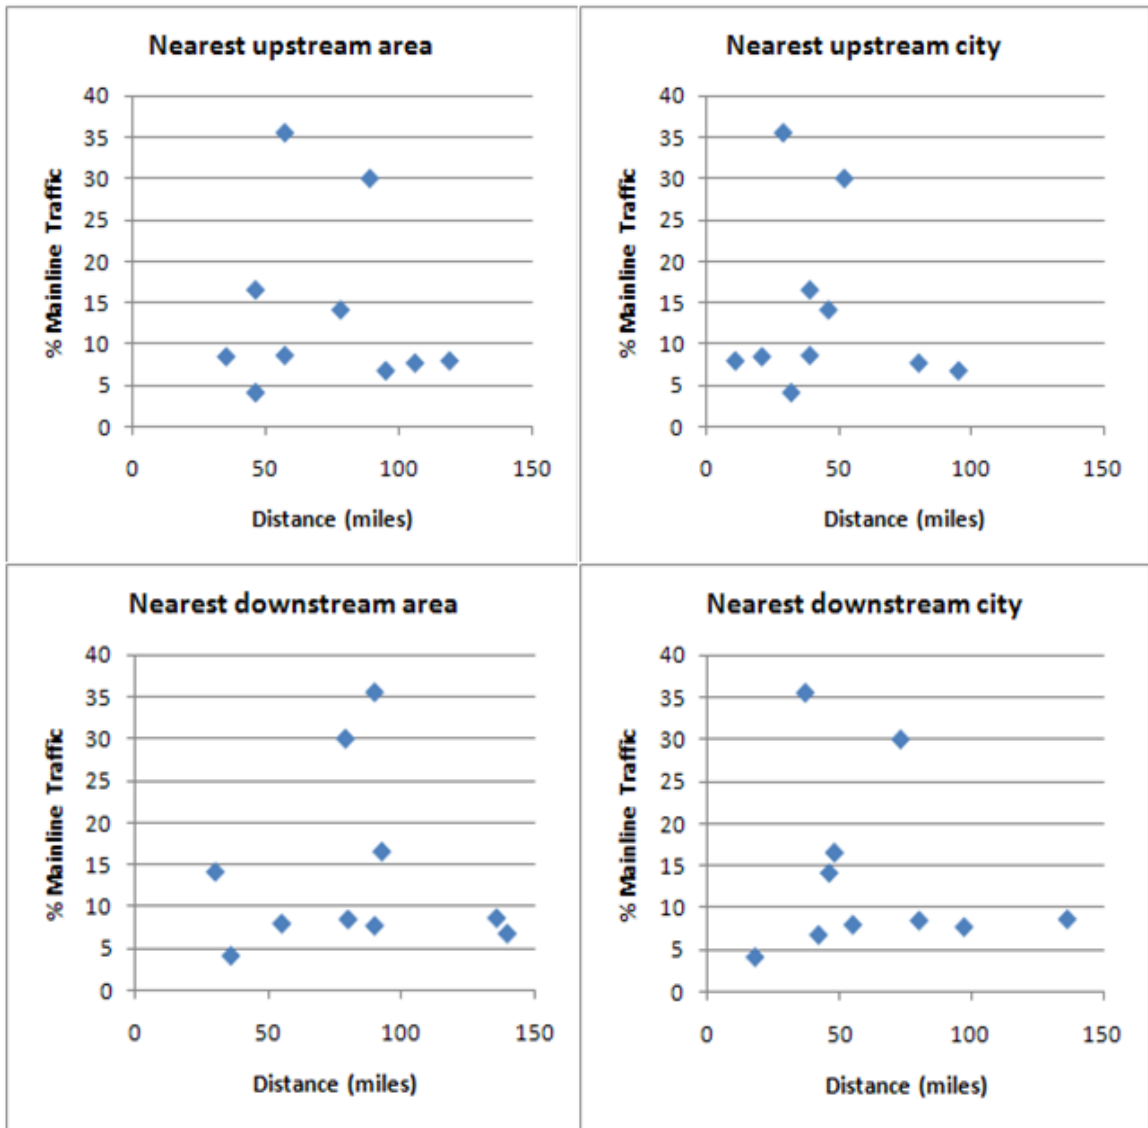 Nearest upstream area
% Mainline Traffic
40
35
30
25
20
15
10
5
0
0 50 100 150
Distance (miles)
Nearest upstream city
% Mainline Traffic
40
35
30
25
20
15
10
5
0
0 50 100 150
Distance (miles)
Nearest downstream area
% Mainline Traffic
40
35
30
25
20
15
10
5
0
0 50 100 150
Distance (miles)
Nearest downstream city
% Mainline Traffic
40
35
30
25
20
15
10
5
0
0 50 100 150
Distance (miles)